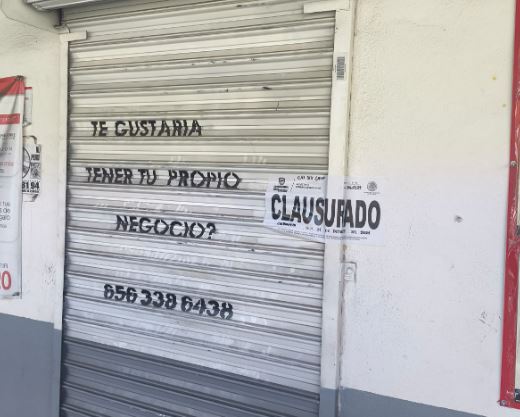 TE GUSTARIA
TENER TU PROPIO
NEGOCIO?
656 338 6438
CLAUSURADO